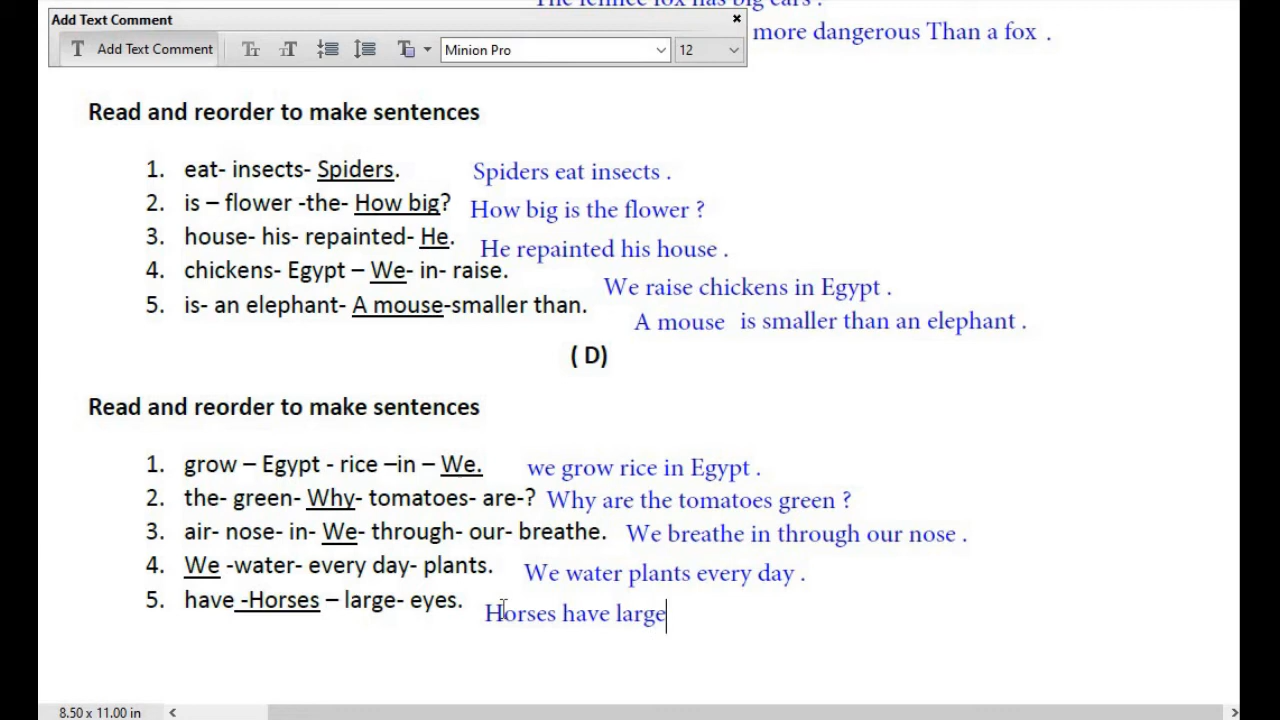 The fennec fox has big ears .
Add Text Comment
more dangerous Than a fox .
Add Text Comment Minion Pro 12
Read and reorder to make sentences
1. eat- insects- Spiders. Spiders eat insects .
2. is – flower -the- How big? How big is the flower ?
3. house- his- repainted- He. He repainted his house .
4. chickens- Egypt – We- in- raise. We raise chickens in Egypt .
5. is- an elephant- A mouse-smaller than. A mouse is smaller than an elephant .
( D)
Read and reorder to make sentences
1. grow – Egypt - rice –in – We. we grow rice in Egypt .
2. the- green- Why- tomatoes- are-? Why are the tomatoes green ?
3. air- nose- in- We- through- our- breathe. We breathe in through our nose .
4. We -water- every day- plants. We water plants every day .
5. have -Horses – large- eyes. Horses have large
8.50 x 11.00 in